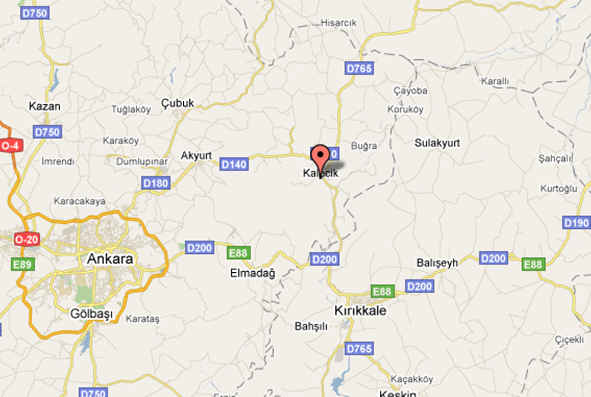 D750
Hisarcık
D765
Karallı
Çayoba
Kazan
Tuğlaköy
Çubuk
Koruköy
D750
O-4
Karaköy
Sulakyurt
Buğra
İmrendi
Dumlupınar
Akyurt
D140
Şahçalı
Kalecik
D180
Kurtoğlu
Karacakaya
D190
O-20
D200
E88
Ankara
D200
D200
Balışeyh
E88
E89
Elmadağ
D200
E88
Gölbaşı
Karataş
Kırıkkale
Bahşılı
Çiçekli
D765
Kaçakköy
D750
Keskin